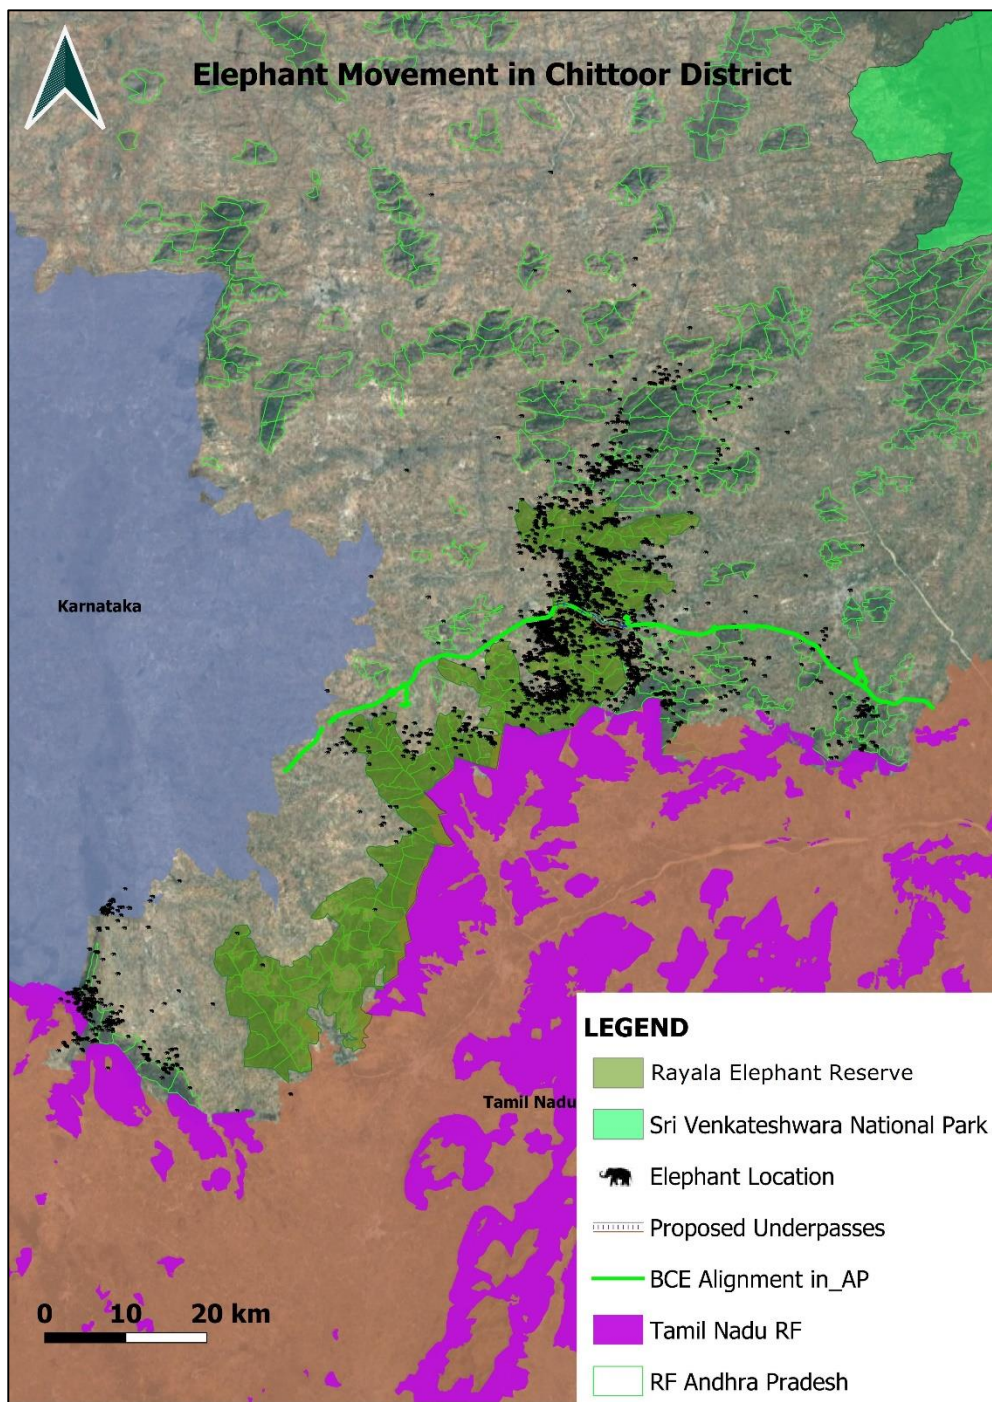 Elephant Movement in Chittoor District
Karnataka
Tamil Nadu
LEGEND
Rayala Elephant Reserve
Sri Venkateshwara National Park
Elephant Location
Proposed Underpasses
BCE Alignment in_AP
Tamil Nadu RF
RF Andhra Pradesh
0 10 20 km